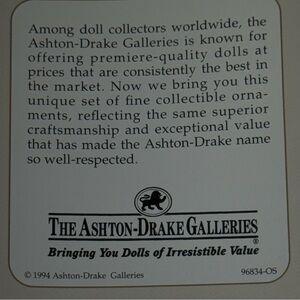 Among doll collectors worldwide, the
Ashton-Drake Galleries is known for
offering premiere-quality dolls at
prices that are consistently the best in
the market. Now we bring you this
unique set of fine collectible orna-
ments, reflecting the same superior
craftsmanship and exceptional value
that has made the Ashton-Drake name
so well-respected.
THE ASHTON-DRAKE GALLERIES®
Bringing You Dolls of Irresistible Value
© 1994 Ashton-Drake Galleries 96834-OS